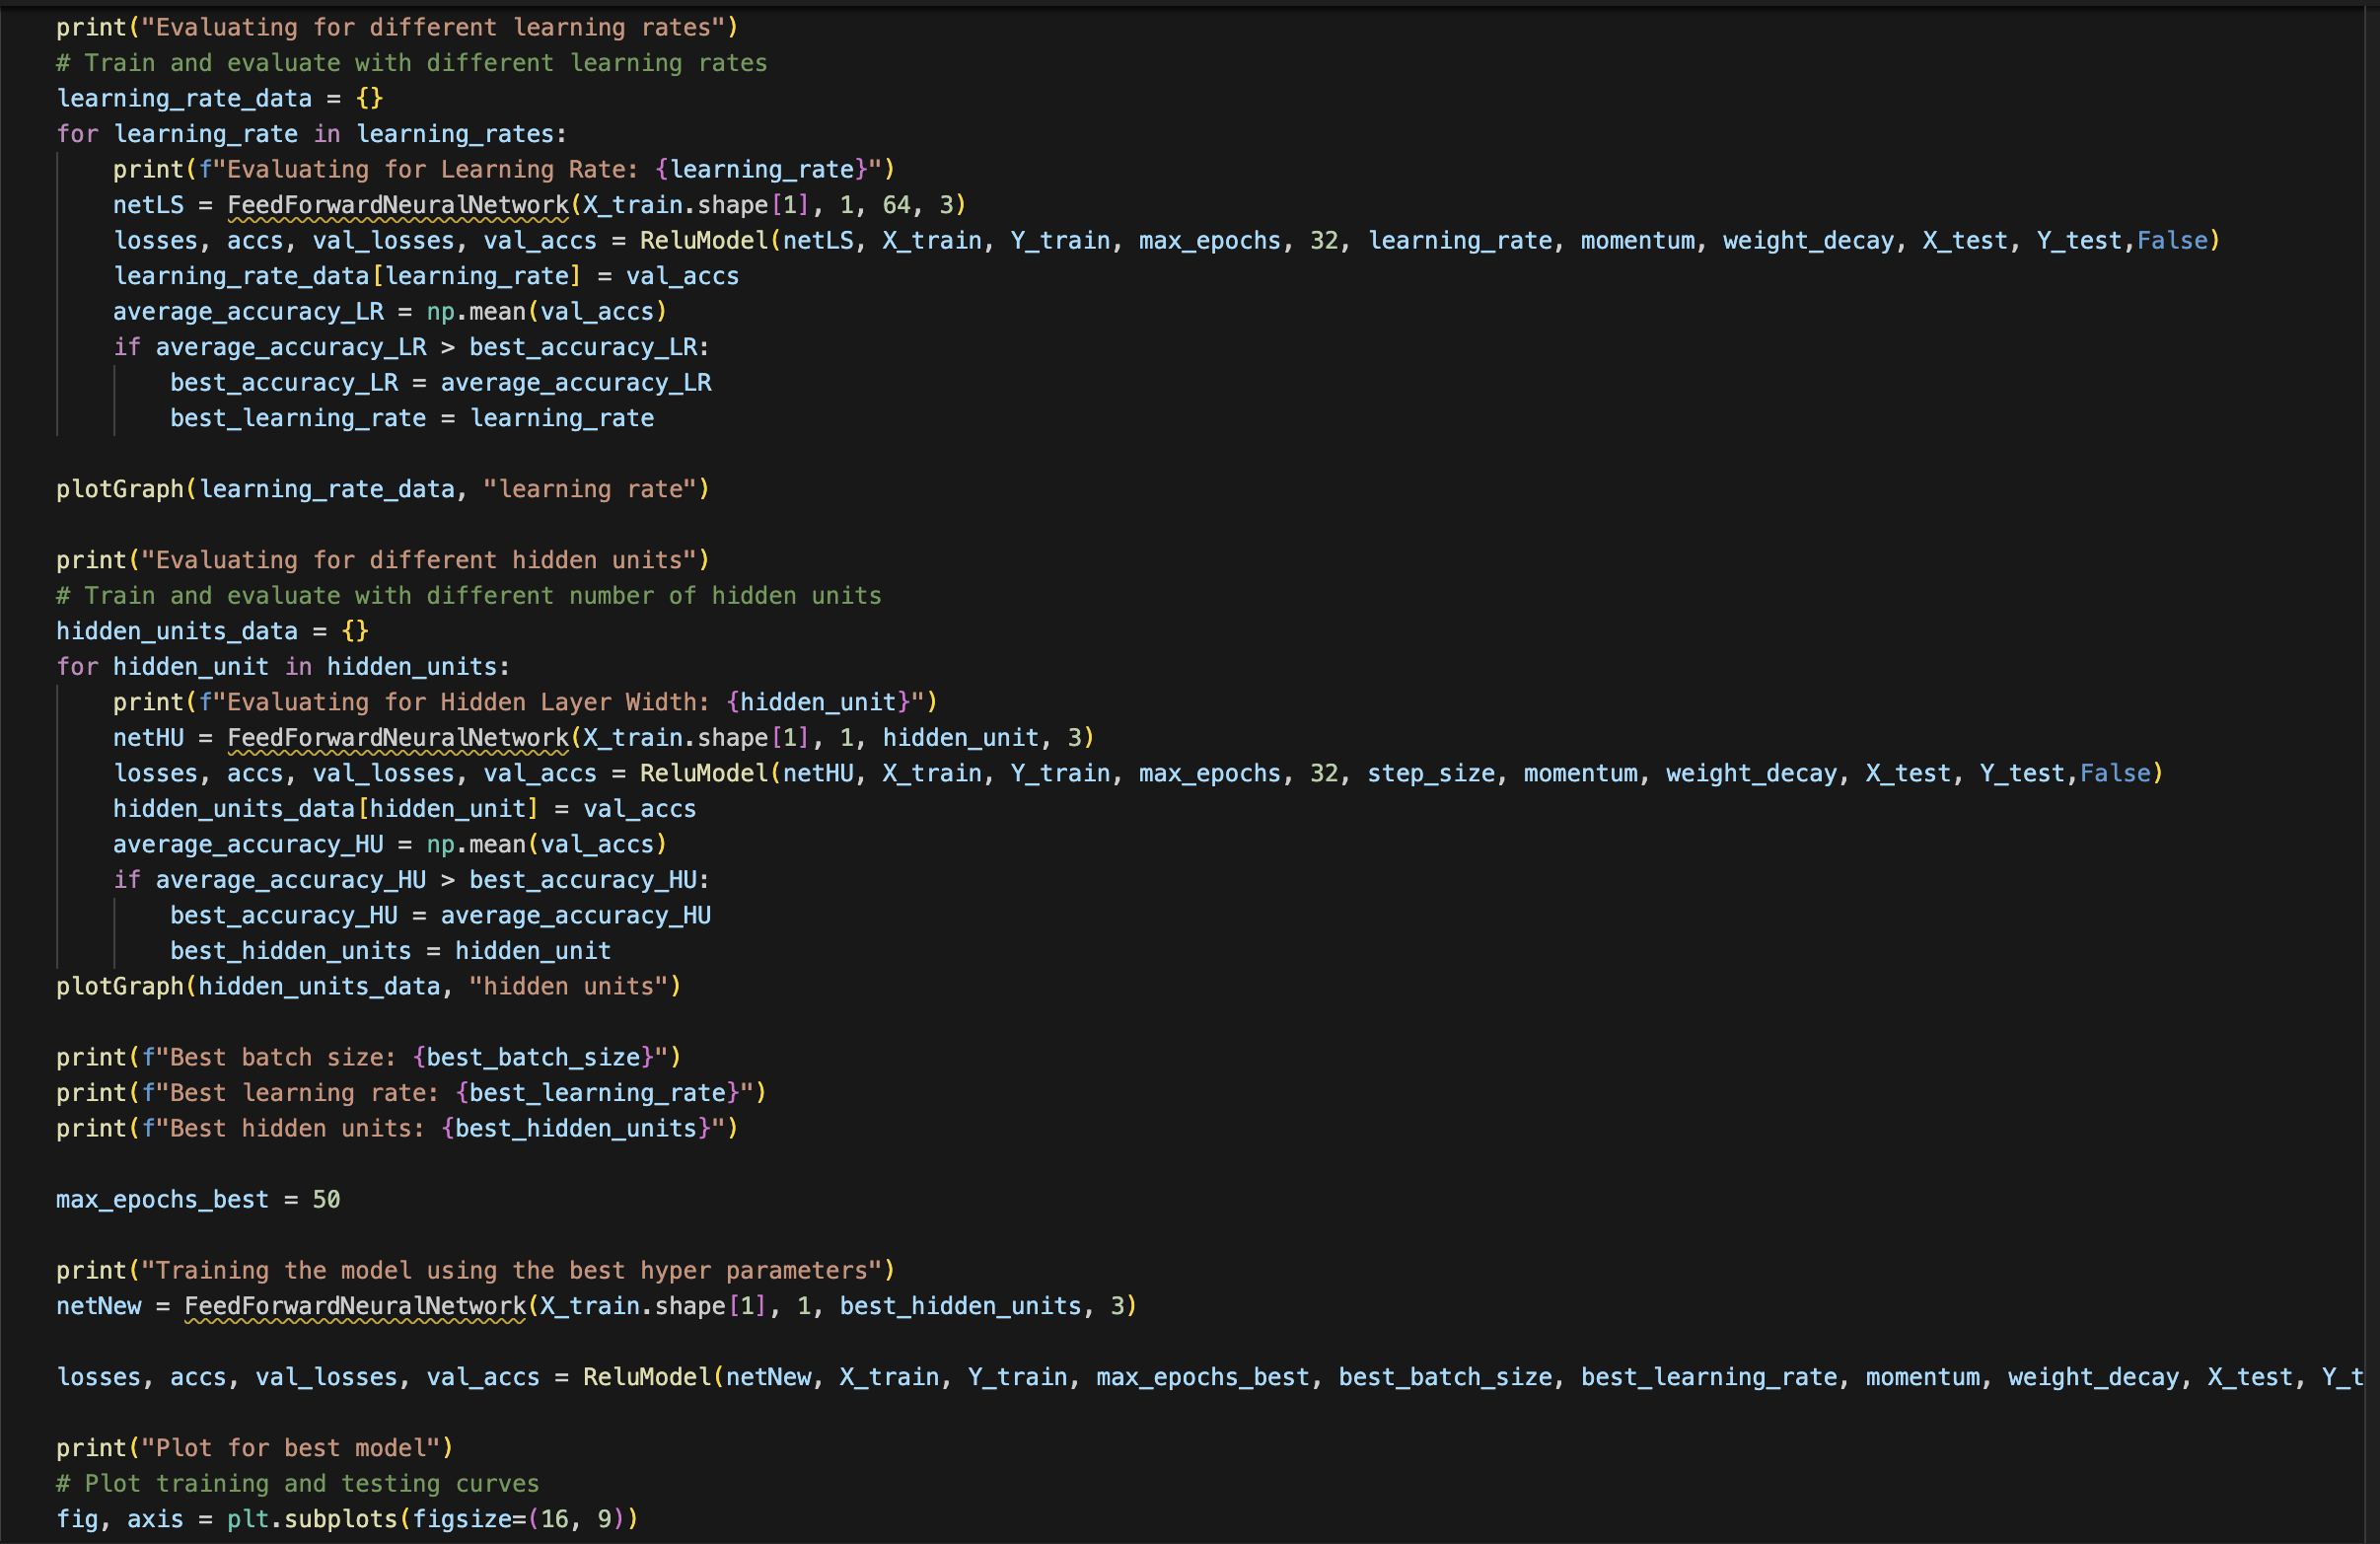 print("Evaluating for different learning rates")
# Train and evaluate with different learning rates
learning_rate_data = {}
for learning_rate in learning_rates:
    print(f"Evaluating for Learning Rate: {learning_rate}")
    netLS = FeedForwardNeuralNetwork(X_train.shape[1], 1, 64, 3)
    losses, accs, val_losses, val_accs = ReluModel(netLS, X_train, Y_train, max_epochs, 32, learning_rate, momentum, weight_decay, X_test, Y_test,False)
    learning_rate_data[learning_rate] = val_accs
    average_accuracy_LR = np.mean(val_accs)
    if average_accuracy_LR > best_accuracy_LR:
        best_accuracy_LR = average_accuracy_LR
        best_learning_rate = learning_rate
plotGraph(learning_rate_data, "learning rate")
print("Evaluating for different hidden units")
# Train and evaluate with different number of hidden units
hidden_units_data = {}
for hidden_unit in hidden_units:
    print(f"Evaluating for Hidden Layer Width: {hidden_unit}")
    netHU = FeedForwardNeuralNetwork(X_train.shape[1], 1, hidden_unit, 3)
    losses, accs, val_losses, val_accs = ReluModel(netHU, X_train, Y_train, max_epochs, 32, step_size, momentum, weight_decay, X_test, Y_test,False)
    hidden_units_data[hidden_unit] = val_accs
    average_accuracy_HU = np.mean(val_accs)
    if average_accuracy_HU > best_accuracy_HU:
        best_accuracy_HU = average_accuracy_HU
        best_hidden_units = hidden_unit
plotGraph(hidden_units_data, "hidden units")
print(f"Best batch size: {best_batch_size}")
print(f"Best learning rate: {best_learning_rate}")
print(f"Best hidden units: {best_hidden_units}")
max_epochs_best = 50
print("Training the model using the best hyper parameters")
netNew = FeedForwardNeuralNetwork(X_train.shape[1], 1, best_hidden_units, 3)
losses, accs, val_losses, val_accs = ReluModel(netNew, X_train, Y_train, max_epochs_best, best_batch_size, best_learning_rate, momentum, weight_decay, X_test, Y_t
print("Plot for best model")
# Plot training and testing curves
fig, axis = plt.subplots(figsize=(16, 9))